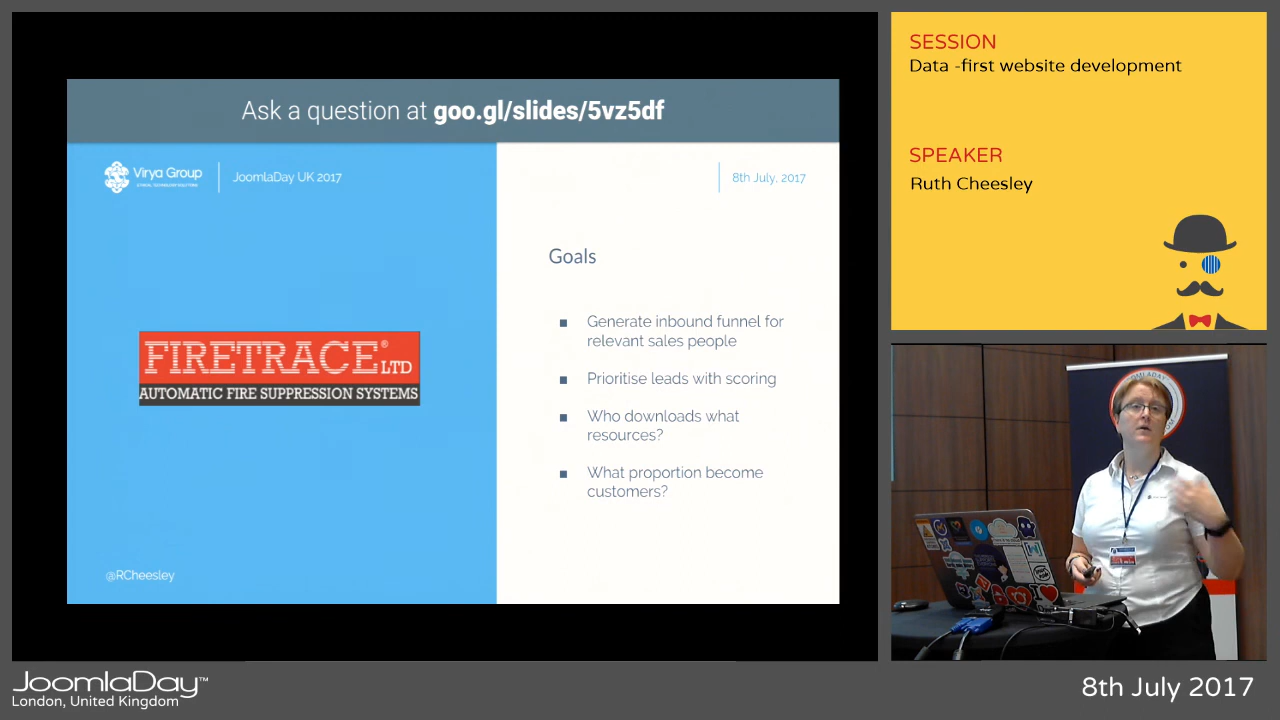 Ask a question at goo.gl/slides/5vz5df
Virya Group
ETHICAL TECHNOLOGY SOLUTIONS
JoomlaDay UK 2017
8th July, 2017
Goals
Generate inbound funnel for
relevant sales people
Prioritise leads with scoring
Who downloads what
resources?
What proportion become
customers?
FIRETRACE® LTD
AUTOMATIC FIRE SUPPRESSION SYSTEMS
@RCheesley
SESSION
Data -first website development
SPEAKER
Ruth Cheesley
JoomlaDay™
London, United Kingdom
8th July 2017